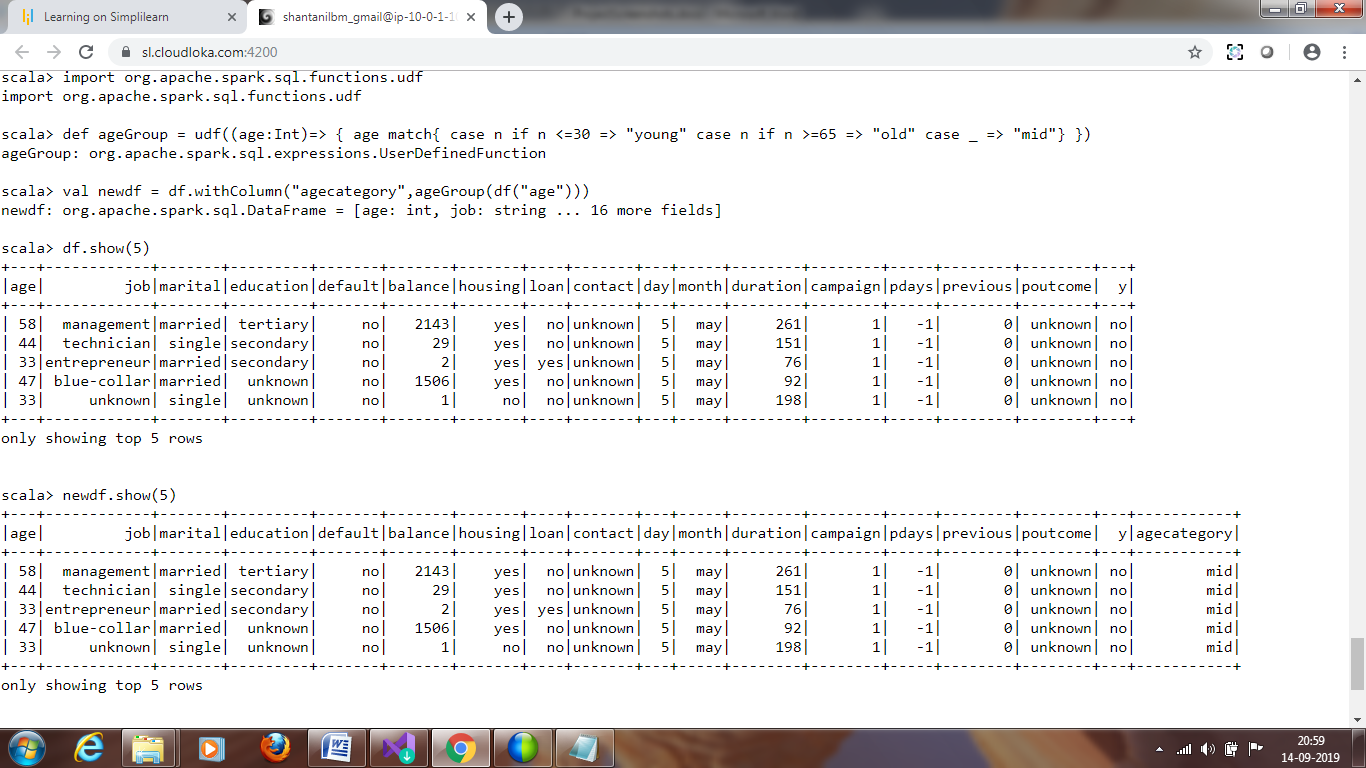 Learning on Simplilearn
shantanilbm_gmail@ip-10-0-1-10
sl.cloudloka.com:4200
scala> import org.apache.spark.sql.functions.udf
import org.apache.spark.sql.functions.udf
scala> def ageGroup = udf((age:Int)=> { age match{ case n if n <=30 => "young" case n if n >=65 => "old" case _ => "mid"} })
ageGroup: org.apache.spark.sql.expressions.UserDefinedFunction
scala> val newdf = df.withColumn("agecategory",ageGroup(df("age")))
newdf: org.apache.spark.sql.DataFrame = [age: int, job: string ... 16 more fields]
scala> df.show(5)
+---+------------+-------+---------+-------+-------+-------+----+-------+---+-----+--------+--------+-----+--------+--------+---+
|age|         job|marital|education|default|balance|housing|loan|contact|day|month|duration|campaign|pdays|previous|poutcome|  y|
+---+------------+-------+---------+-------+-------+-------+----+-------+---+-----+--------+--------+-----+--------+--------+---+
| 58|  management|married| tertiary|     no|   2143|    yes|  no|unknown|  5|  may|     261|       1|   -1|       0| unknown| no|
| 44|  technician| single|secondary|     no|     29|    yes|  no|unknown|  5|  may|     151|       1|   -1|       0| unknown| no|
| 33|entrepreneur|married|secondary|     no|      2|    yes| yes|unknown|  5|  may|      76|       1|   -1|       0| unknown| no|
| 47| blue-collar|married|  unknown|     no|   1506|    yes|  no|unknown|  5|  may|      92|       1|   -1|       0| unknown| no|
| 33|     unknown| single|  unknown|     no|      1|     no|  no|unknown|  5|  may|     198|       1|   -1|       0| unknown| no|
+---+------------+-------+---------+-------+-------+-------+----+-------+---+-----+--------+--------+-----+--------+--------+---+
only showing top 5 rows
scala> newdf.show(5)
+---+------------+-------+---------+-------+-------+-------+----+-------+---+-----+--------+--------+-----+--------+--------+---+-----------+
|age|         job|marital|education|default|balance|housing|loan|contact|day|month|duration|campaign|pdays|previous|poutcome|  y|agecategory|
+---+------------+-------+---------+-------+-------+-------+----+-------+---+-----+--------+--------+-----+--------+--------+---+-----------+
| 58|  management|married| tertiary|     no|   2143|    yes|  no|unknown|  5|  may|     261|       1|   -1|       0| unknown| no|        mid|
| 44|  technician| single|secondary|     no|     29|    yes|  no|unknown|  5|  may|     151|       1|   -1|       0| unknown| no|        mid|
| 33|entrepreneur|married|secondary|     no|      2|    yes| yes|unknown|  5|  may|      76|       1|   -1|       0| unknown| no|        mid|
| 47| blue-collar|married|  unknown|     no|   1506|    yes|  no|unknown|  5|  may|      92|       1|   -1|       0| unknown| no|        mid|
| 33|     unknown| single|  unknown|     no|      1|     no|  no|unknown|  5|  may|     198|       1|   -1|       0| unknown| no|        mid|
+---+------------+-------+---------+-------+-------+-------+----+-------+---+-----+--------+--------+-----+--------+--------+---+-----------+
only showing top 5 rows
20:59
14-09-2019